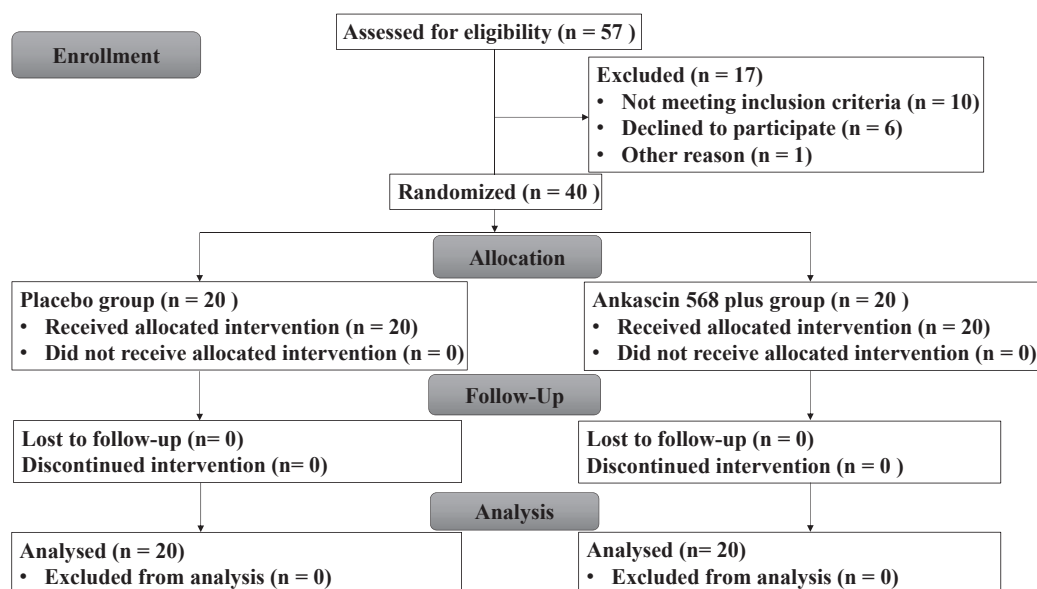 Assessed for eligibility (n = 57 )
Enrollment
Excluded (n = 17)
• Not meeting inclusion criteria (n = 10)
• Declined to participate (n = 6)
• Other reason (n = 1)
Randomized (n = 40 )
Allocation
Placebo group (n = 20 )
• Received allocated intervention (n = 20)
• Did not receive allocated intervention (n = 0)
Ankascin 568 plus group (n = 20 )
• Received allocated intervention (n = 20)
• Did not receive allocated intervention (n = 0)
Follow-Up
Lost to follow-up (n= 0)
Discontinued intervention (n= 0)
Lost to follow-up (n = 0)
Discontinued intervention (n = 0 )
Analysis
Analysed (n = 20)
• Excluded from analysis (n = 0)
Analysed (n= 20)
• Excluded from analysis (n = 0)